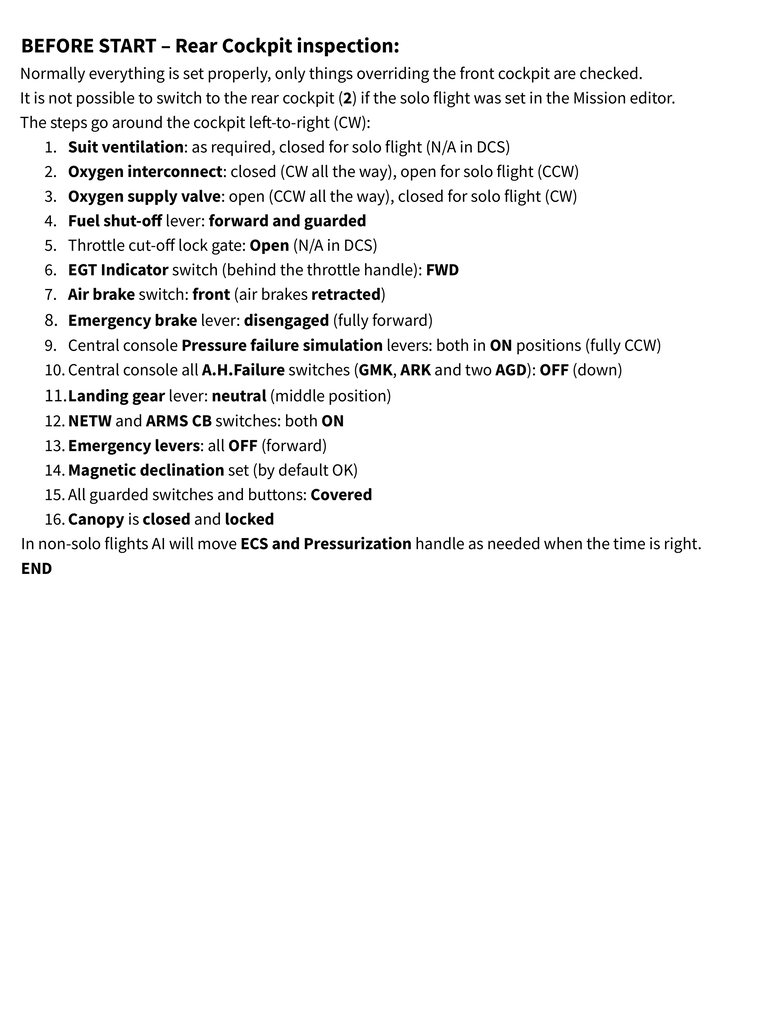 BEFORE START – Rear Cockpit inspection:
Normally everything is set properly, only things overriding the front cockpit are checked.
It is not possible to switch to the rear cockpit (2) if the solo flight was set in the Mission editor.
The steps go around the cockpit left-to-right (CW):
1. Suit ventilation: as required, closed for solo flight (N/A in DCS)
2. Oxygen interconnect: closed (CW all the way), open for solo flight (CCW)
3. Oxygen supply valve: open (CCW all the way), closed for solo flight (CW)
4. Fuel shut-off lever: forward and guarded
5. Throttle cut-off lock gate: Open (N/A in DCS)
6. EGT Indicator switch (behind the throttle handle): FWD
7. Air brake switch: front (air brakes retracted)
8. Emergency brake lever: disengaged (fully forward)
9. Central console Pressure failure simulation levers: both in ON positions (fully CCW)
10. Central console all A.H.Failure switches (GMK, ARK and two AGD): OFF (down)
11. Landing gear lever: neutral (middle position)
12. NETW and ARMS CB switches: both ON
13. Emergency levers: all OFF (forward)
14. Magnetic declination set (by default OK)
15. All guarded switches and buttons: Covered
16. Canopy is closed and locked
In non-solo flights AI will move ECS and Pressurization handle as needed when the time is right.
END